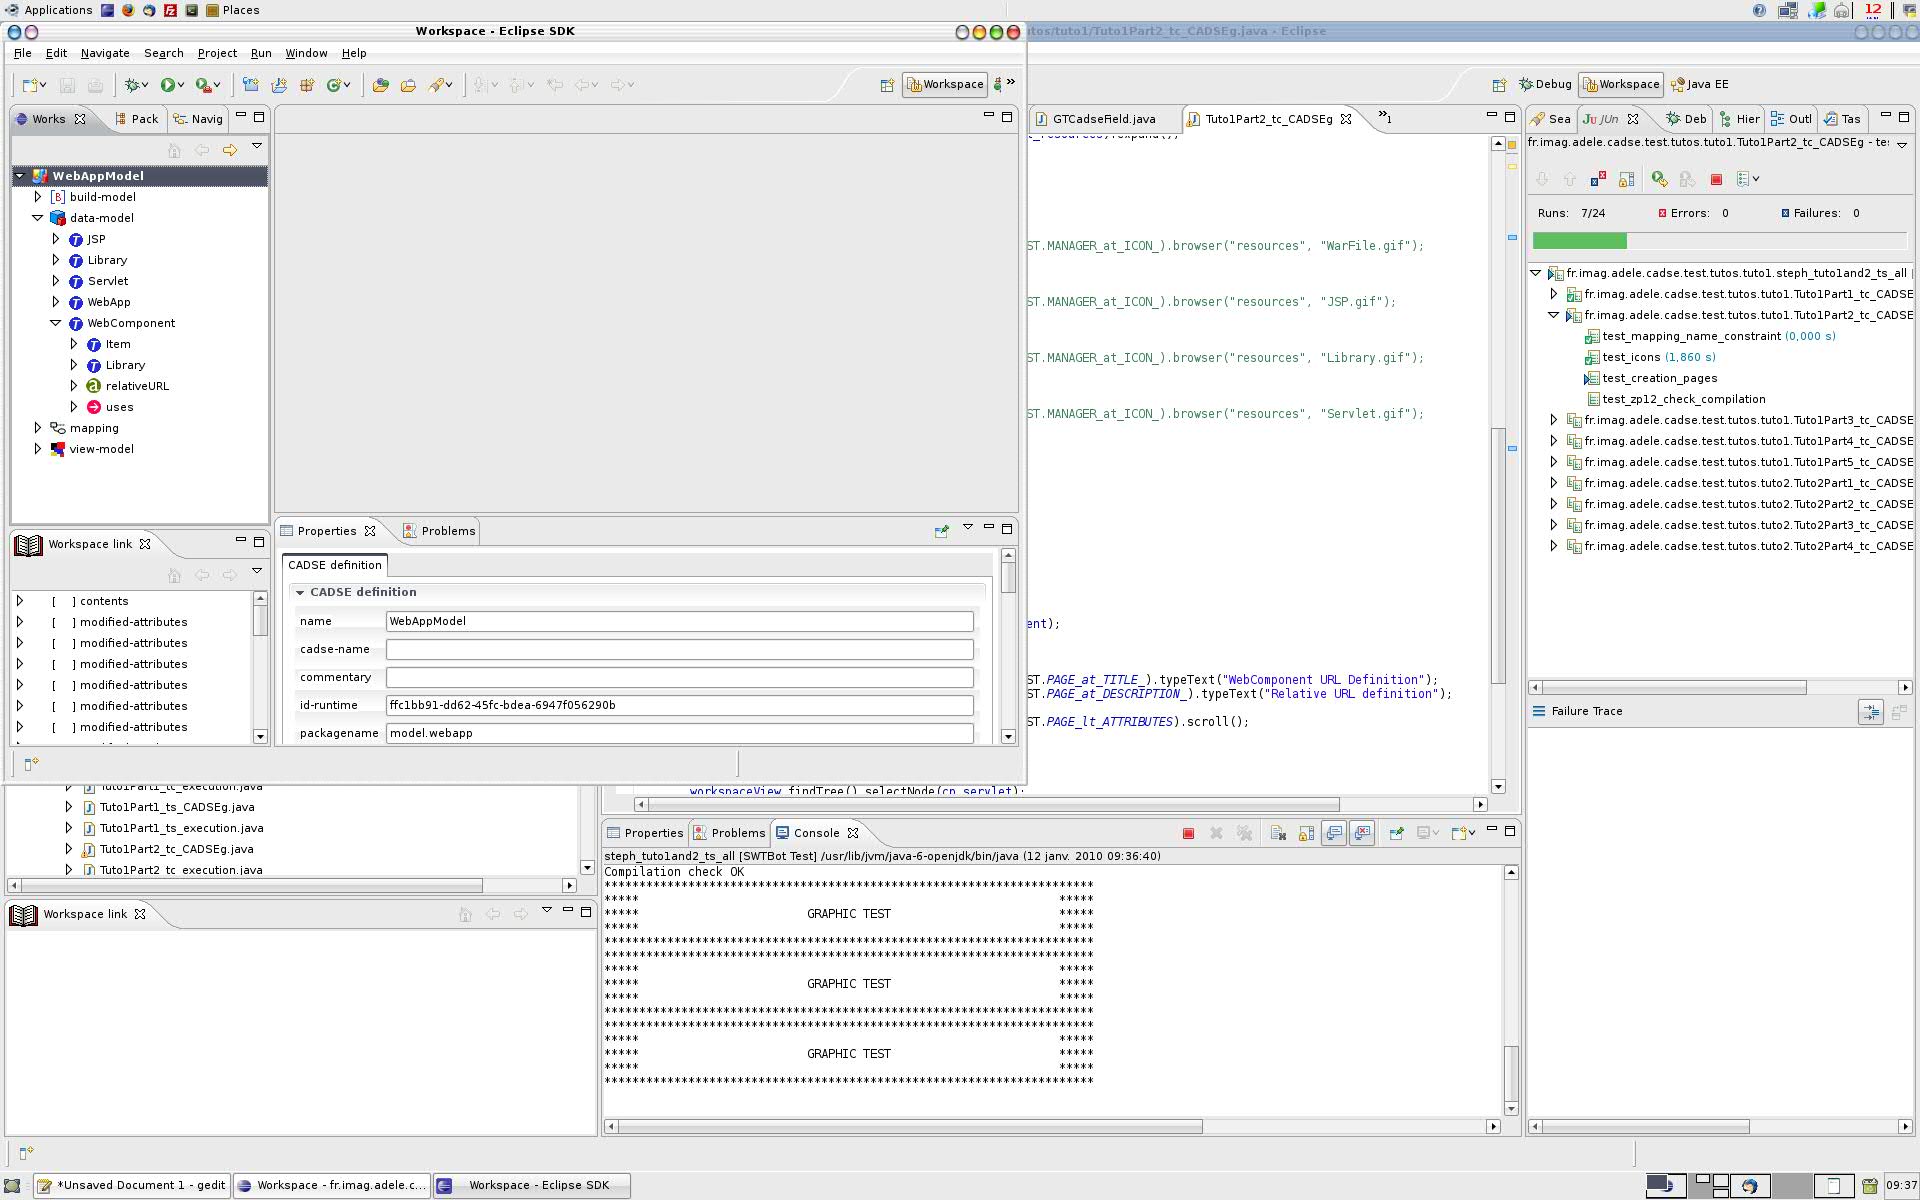 Applications
Places
12
Workspace - Eclipse SDK
tos/tuto1/Tuto1Part2_tc_CADSEg.java - Eclipse
File Edit Navigate Search Project Run Window Help
Workspace
Debug Workspace Java EE
Works Pack Navig
WebAppModel
build-model
data-model
JSP
Library
Servlet
WebApp
WebComponent
Item
Library
relativeURL
uses
mapping
view-model
Workspace link
[ ] contents
[ ] modified-attributes
[ ] modified-attributes
[ ] modified-attributes
[ ] modified-attributes
[ ] modified-attributes
[ ] modified-attributes
Properties Problems
CADSE definition
CADSE definition
name WebAppModel
cadse-name
commentary
id-runtime ffc1bb91-dd62-45fc-bdea-6947f056290b
packagename model.webapp
GTCadseField.java Tuto1Part2_tc_CADSEg »1
ST.MANAGER_at_ICON_).browser("resources", "WarFile.gif");
ST.MANAGER_at_ICON_).browser("resources", "JSP.gif");
ST.MANAGER_at_ICON_).browser("resources", "Library.gif");
ST.MANAGER_at_ICON_).browser("resources", "Servlet.gif");
ent);
ST.PAGE_at_TITLE_).typeText("WebComponent URL Definition");
ST.PAGE_at_DESCRIPTION_).typeText("Relative URL definition");
ST.PAGE_lt_ATTRIBUTES).scroll();
workspaceView.findTree().selectNode(cp_servlet);
Sea JUn Deb Hier Outl Tas
fr.imag.adele.cadse.test.tutos.tuto1.Tuto1Part2_tc_CADSEg - te
Runs: 7/24 Errors: 0 Failures: 0
fr.imag.adele.cadse.test.tutos.tuto1.steph_tuto1and2_ts_all [
fr.imag.adele.cadse.test.tutos.tuto1.Tuto1Part1_tc_CADSE
fr.imag.adele.cadse.test.tutos.tuto1.Tuto1Part2_tc_CADSE
test_mapping_name_constraint (0,000 s)
test_icons (1,860 s)
test_creation_pages
test_zp12_check_compilation
fr.imag.adele.cadse.test.tutos.tuto1.Tuto1Part3_tc_CADSE
fr.imag.adele.cadse.test.tutos.tuto1.Tuto1Part4_tc_CADSE
fr.imag.adele.cadse.test.tutos.tuto1.Tuto1Part5_tc_CADSE
fr.imag.adele.cadse.test.tutos.tuto2.Tuto2Part1_tc_CADSE
fr.imag.adele.cadse.test.tutos.tuto2.Tuto2Part2_tc_CADSE
fr.imag.adele.cadse.test.tutos.tuto2.Tuto2Part3_tc_CADSE
fr.imag.adele.cadse.test.tutos.tuto2.Tuto2Part4_tc_CADSE
Failure Trace
Tuto1Part1_tc_execution.java
Tuto1Part1_ts_CADSEg.java
Tuto1Part1_ts_execution.java
Tuto1Part2_tc_CADSEg.java
Tuto1Part2_tc_execution.java
Workspace link
Properties Problems Console
steph_tuto1and2_ts_all [SWTBot Test] /usr/lib/jvm/java-6-openjdk/bin/java (12 janv. 2010 09:36:40)
Compilation check OK
**********************************************************************
***** *****
***** GRAPHIC TEST *****
***** *****
**********************************************************************
**********************************************************************
***** *****
***** GRAPHIC TEST *****
***** *****
**********************************************************************
**********************************************************************
***** *****
***** GRAPHIC TEST *****
***** *****
**********************************************************************
*Unsaved Document 1 - gedit
Workspace - fr.imag.adele.c...
Workspace - Eclipse SDK
09:37